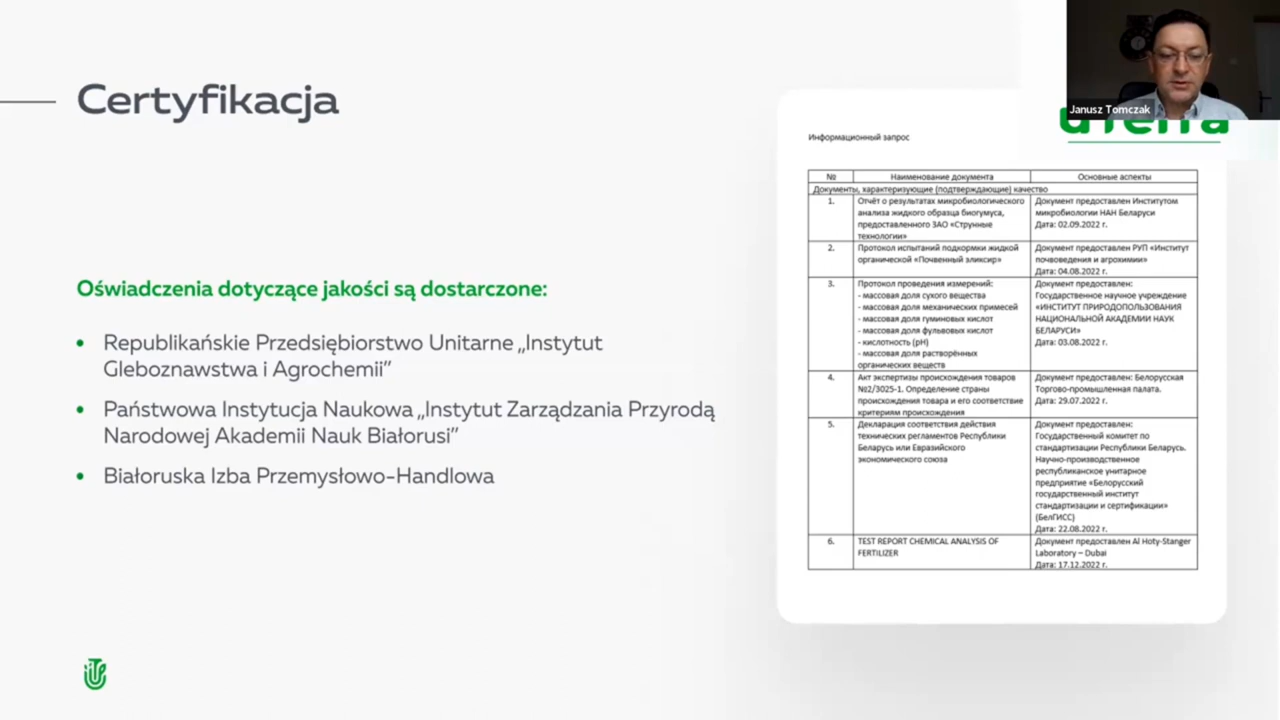 Certyfikacja
Oświadczenia dotyczące jakości są dostarczone:
Republikańskie Przedsiębiorstwo Unitarne „Instytut
Gleboznawstwa i Agrochemii”
Państwowa Instytucja Naukowa „Instytut Zarządzania Przyrodą
Narodowej Akademii Nauk Białorusi”
Białoruska Izba Przemysłowo-Handlowa
Janusz Tomczak
Информационный запрос
№ Наименование документа Основные аспекты
Документы, характеризующие (подтверждающие) качество
1. Отчёт о результатах микробиологического
анализа жидкого образца биогумуса,
предоставленного ЗАО «Струнные
технологии»
Документ предоставлен Институтом
микробиологии НАН Беларуси
Дата: 02.09.2022 г.
2. Протокол испытаний подкормки жидкой
органической «Почвенный эликсир»
Документ предоставлен РУП «Институт
почвоведения и агрохимии»
Дата: 04.08.2022 г.
3. Протокол проведения измерений:
- массовая доля сухого вещества
- массовая доля механических примесей
- массовая доля гуминовых кислот
- массовая доля фульвовых кислот
- кислотность (рН)
- массовая доля растворённых
органических веществ
Документ предоставлен:
Государственное научное учреждение
«ИНСТИТУТ ПРИРОДОПОЛЬЗОВАНИЯ
НАЦИОНАЛЬНОЙ АКАДЕМИИ НАУК
БЕЛАРУСИ»
Дата: 03.08.2022 г.
4. Акт экспертизы происхождения товаров
№2/3025-1. Определение страны
происхождения товара и его соответствие
критериям происхождения
Документ предоставлен: Белорусская
Торгово-промышленная палата.
Дата: 29.07.2022 г.
5. Декларация соответствия действия
технических регламентов Республики
Беларусь или Евразийского
экономического союза
Документ предоставлен:
Государственный комитет по
стандартизации Республики Беларусь.
Научно-производственное
республиканское унитарное
предприятие «Белорусский
государственный институт
стандартизации и сертификации»
(БелГИСС)
Дата: 22.08.2022 г.
6. TEST REPORT CHEMICAL ANALYSIS OF
FERTILIZER
Документ предоставлен Al Hoty-Stanger
Laboratory – Dubai
Дата: 17.12.2022 г.